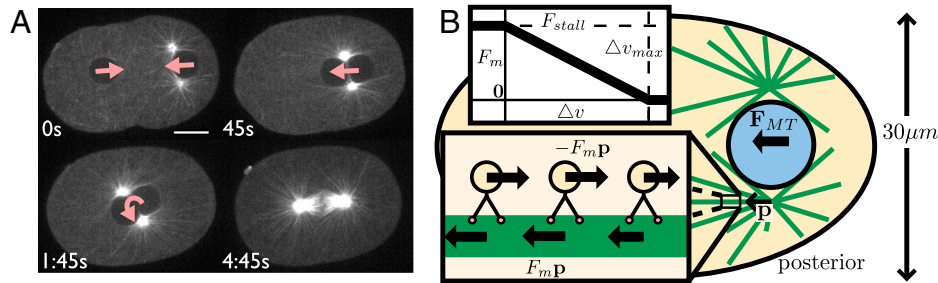 A
0s
45s
1:45s
4:45s
B
F_stall
△v_max
F_m
0
△v
F_MT
30μm
-F_m p
p
F_m p
posterior